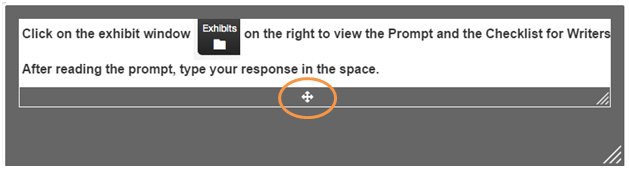 Click on the exhibit window Exhibits on the right to view the Prompt and the Checklist for Writers
After reading the prompt, type your response in the space.